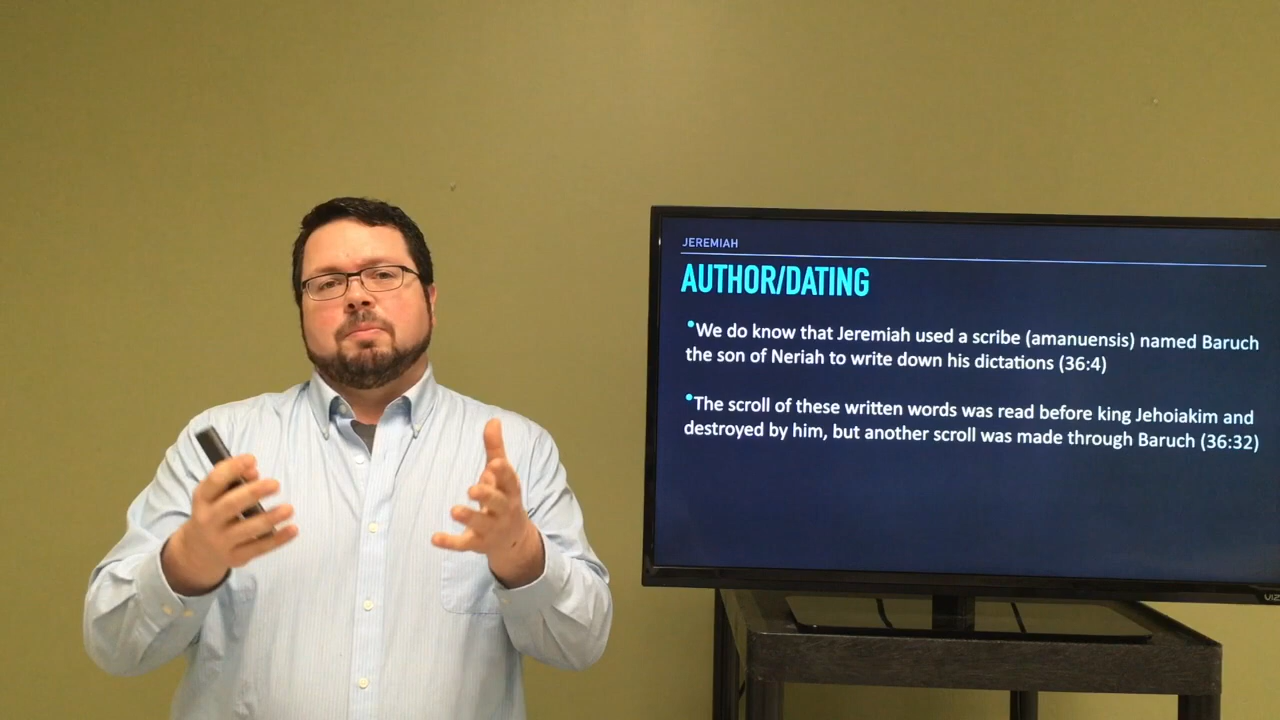 JEREMIAH
AUTHOR/DATING
•We do know that Jeremiah used a scribe (amanuensis) named Baruch
the son of Neriah to write down his dictations (36:4)
•The scroll of these written words was read before king Jehoiakim and
destroyed by him, but another scroll was made through Baruch (36:32)